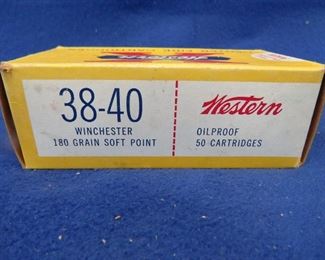 38-40
WINCHESTER
180 GRAIN SOFT POINT
Western
OILPROOF
50 CARTRIDGES